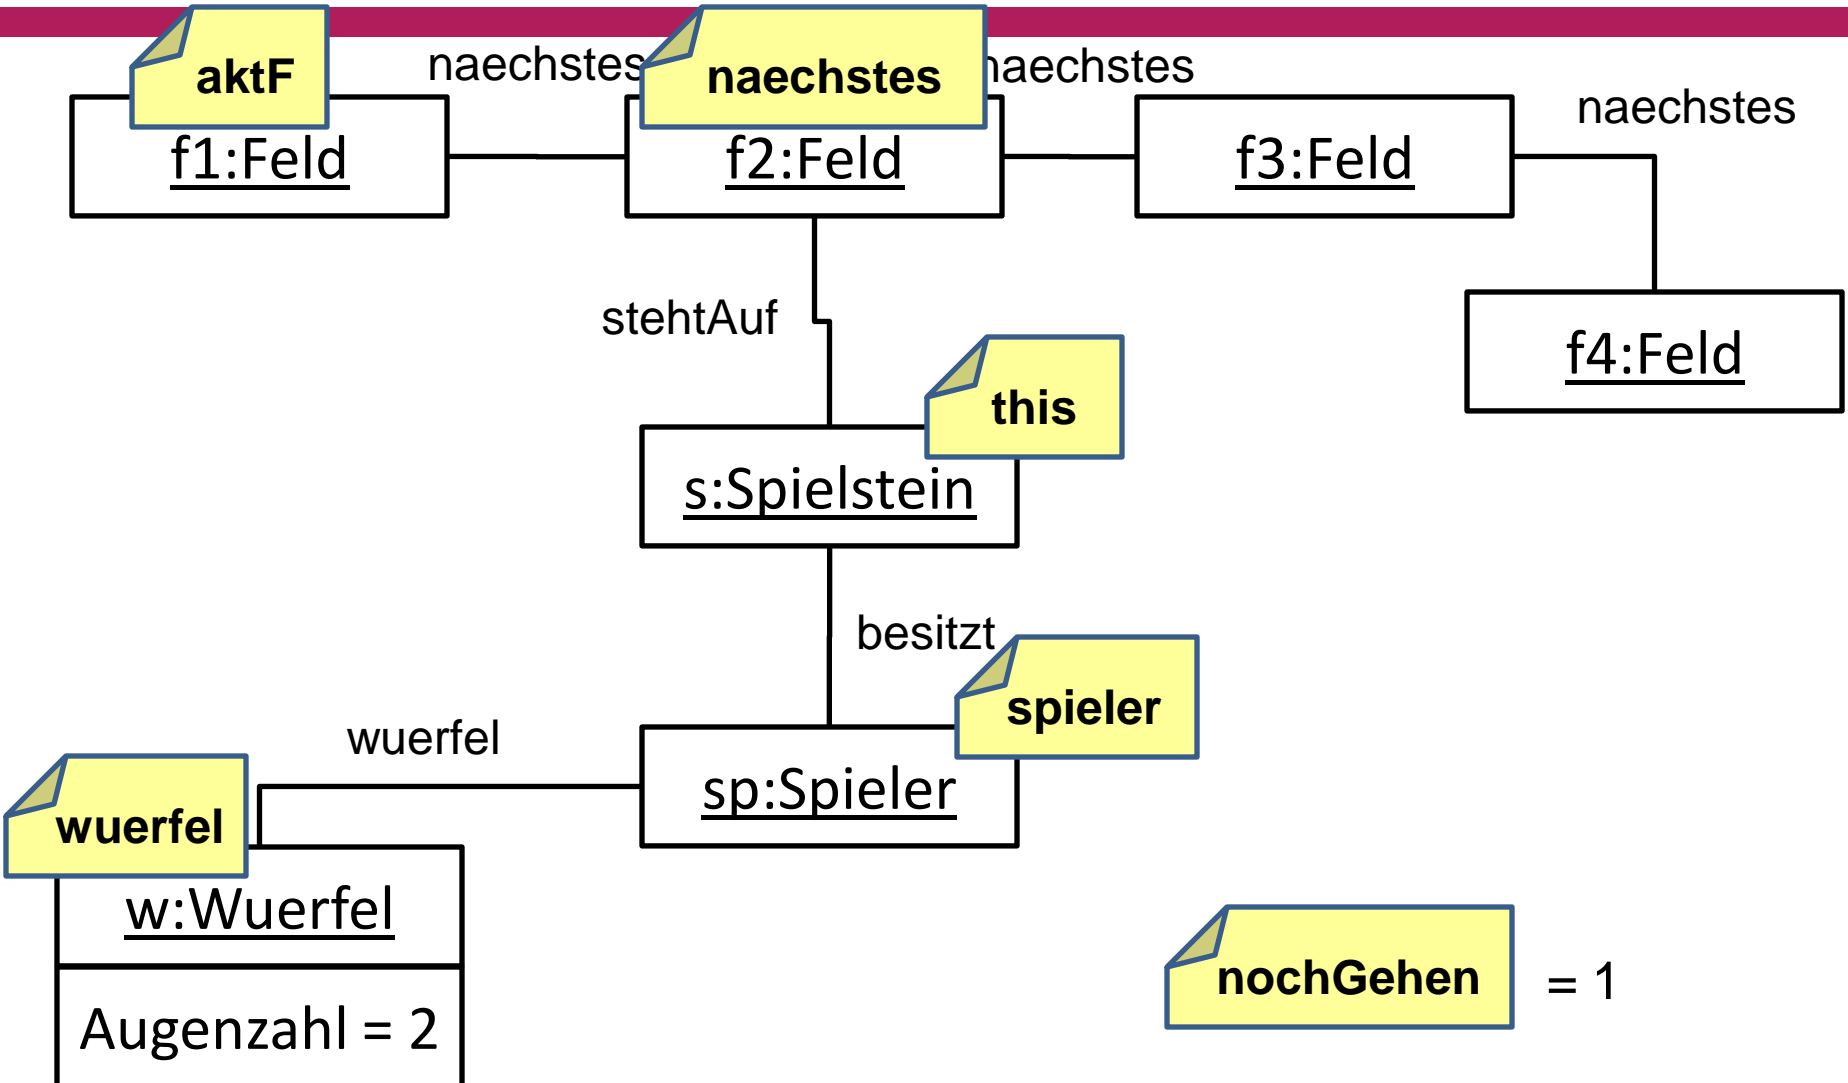 aktF
naechstes
naechstes
naechstes
naechstes
f1:Feld
f2:Feld
f3:Feld
stehtAuf
f4:Feld
this
s:Spielstein
besitzt
spieler
wuerfel
sp:Spieler
wuerfel
w:Wuerfel
nochGehen = 1
Augenzahl = 2